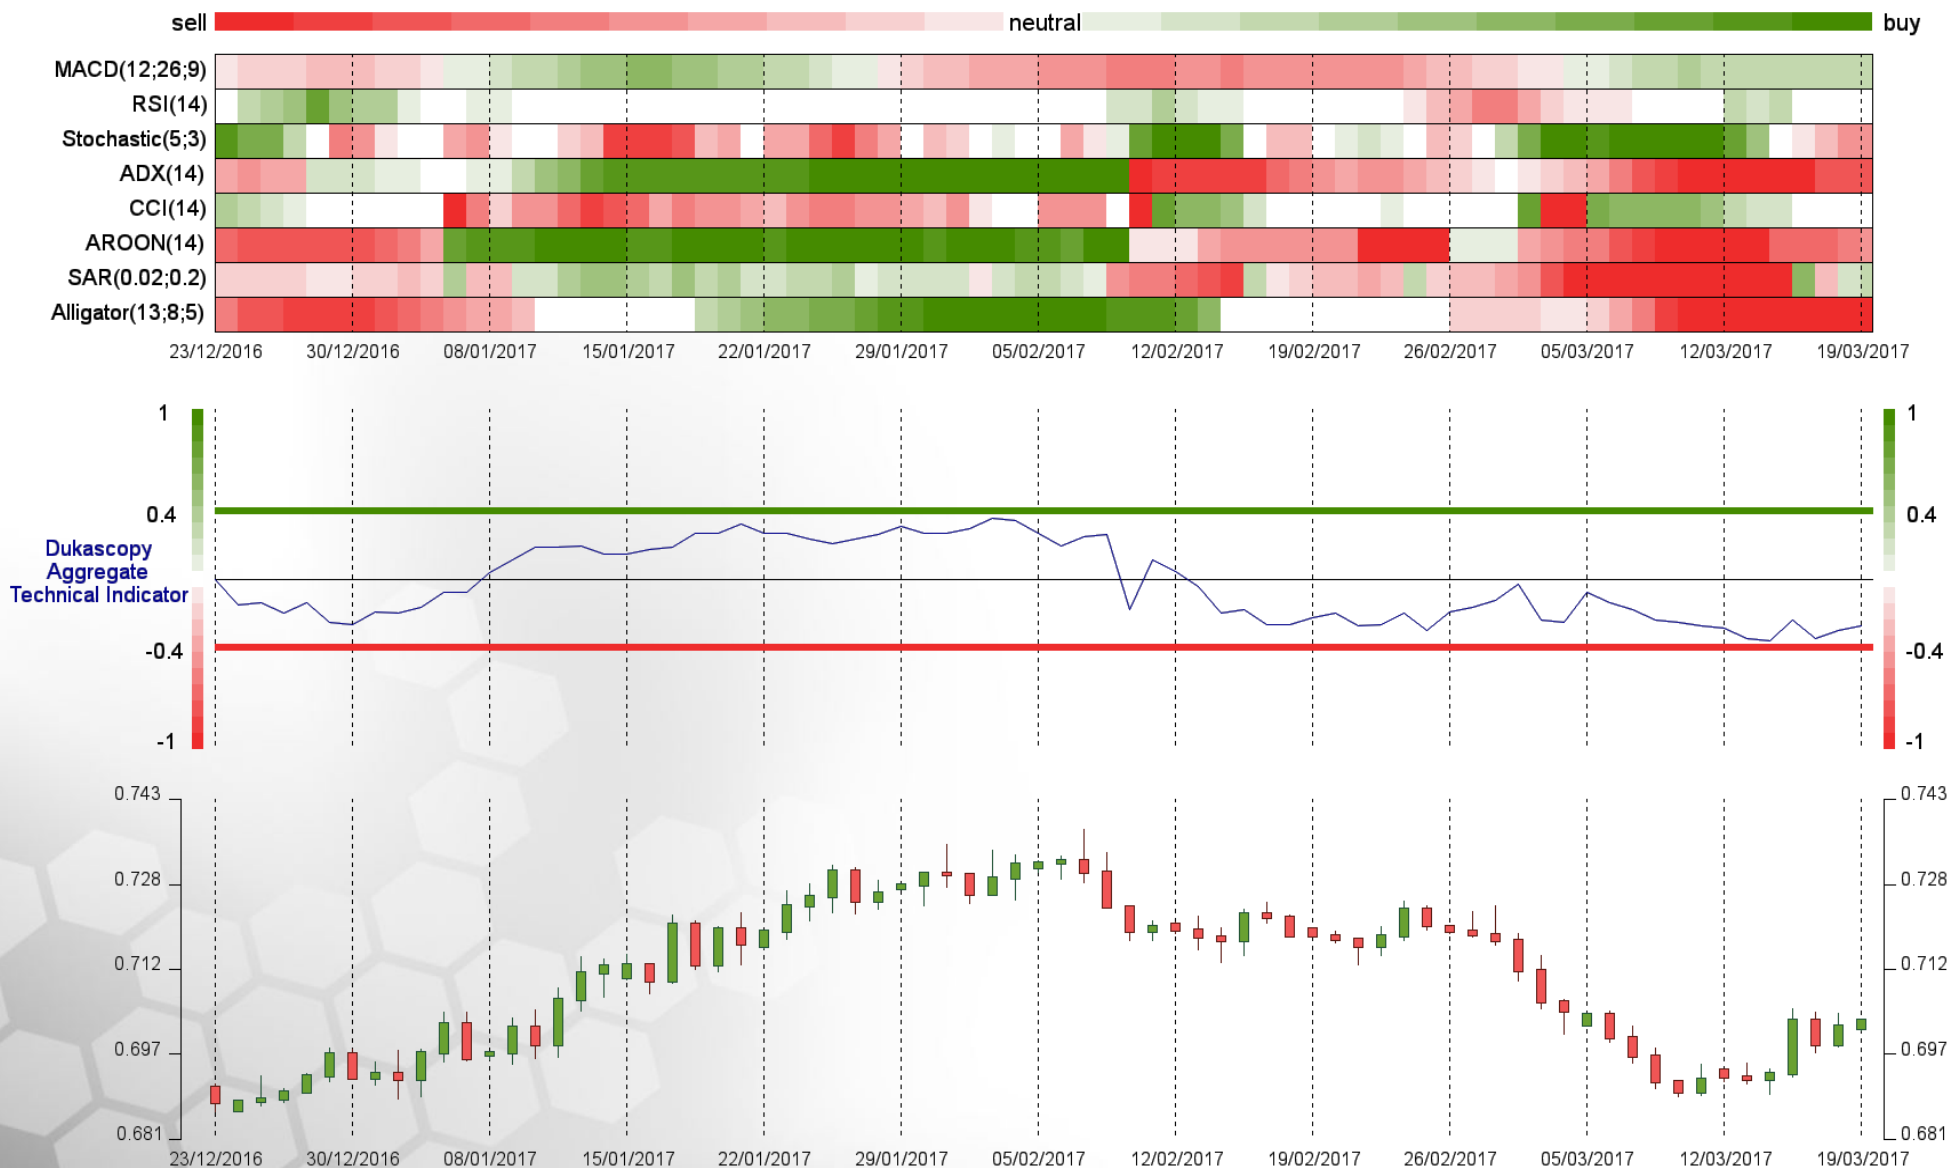 sell neutral buy
MACD(12;26;9)
RSI(14)
Stochastic(5;3)
ADX(14)
CCI(14)
AROON(14)
SAR(0.02;0.2)
Alligator(13;8;5)
23/12/2016 30/12/2016 08/01/2017 15/01/2017 22/01/2017 29/01/2017 05/02/2017 12/02/2017 19/02/2017 26/02/2017 05/03/2017 12/03/2017 19/03/2017
1 1
0.4 0.4
Dukascopy
Aggregate
Technical Indicator
-0.4 -0.4
-1 -1
0.743 0.743
0.728 0.728
0.712 0.712
0.697 0.697
0.681 0.681
23/12/2016 30/12/2016 08/01/2017 15/01/2017 22/01/2017 29/01/2017 05/02/2017 12/02/2017 19/02/2017 26/02/2017 05/03/2017 12/03/2017 19/03/2017